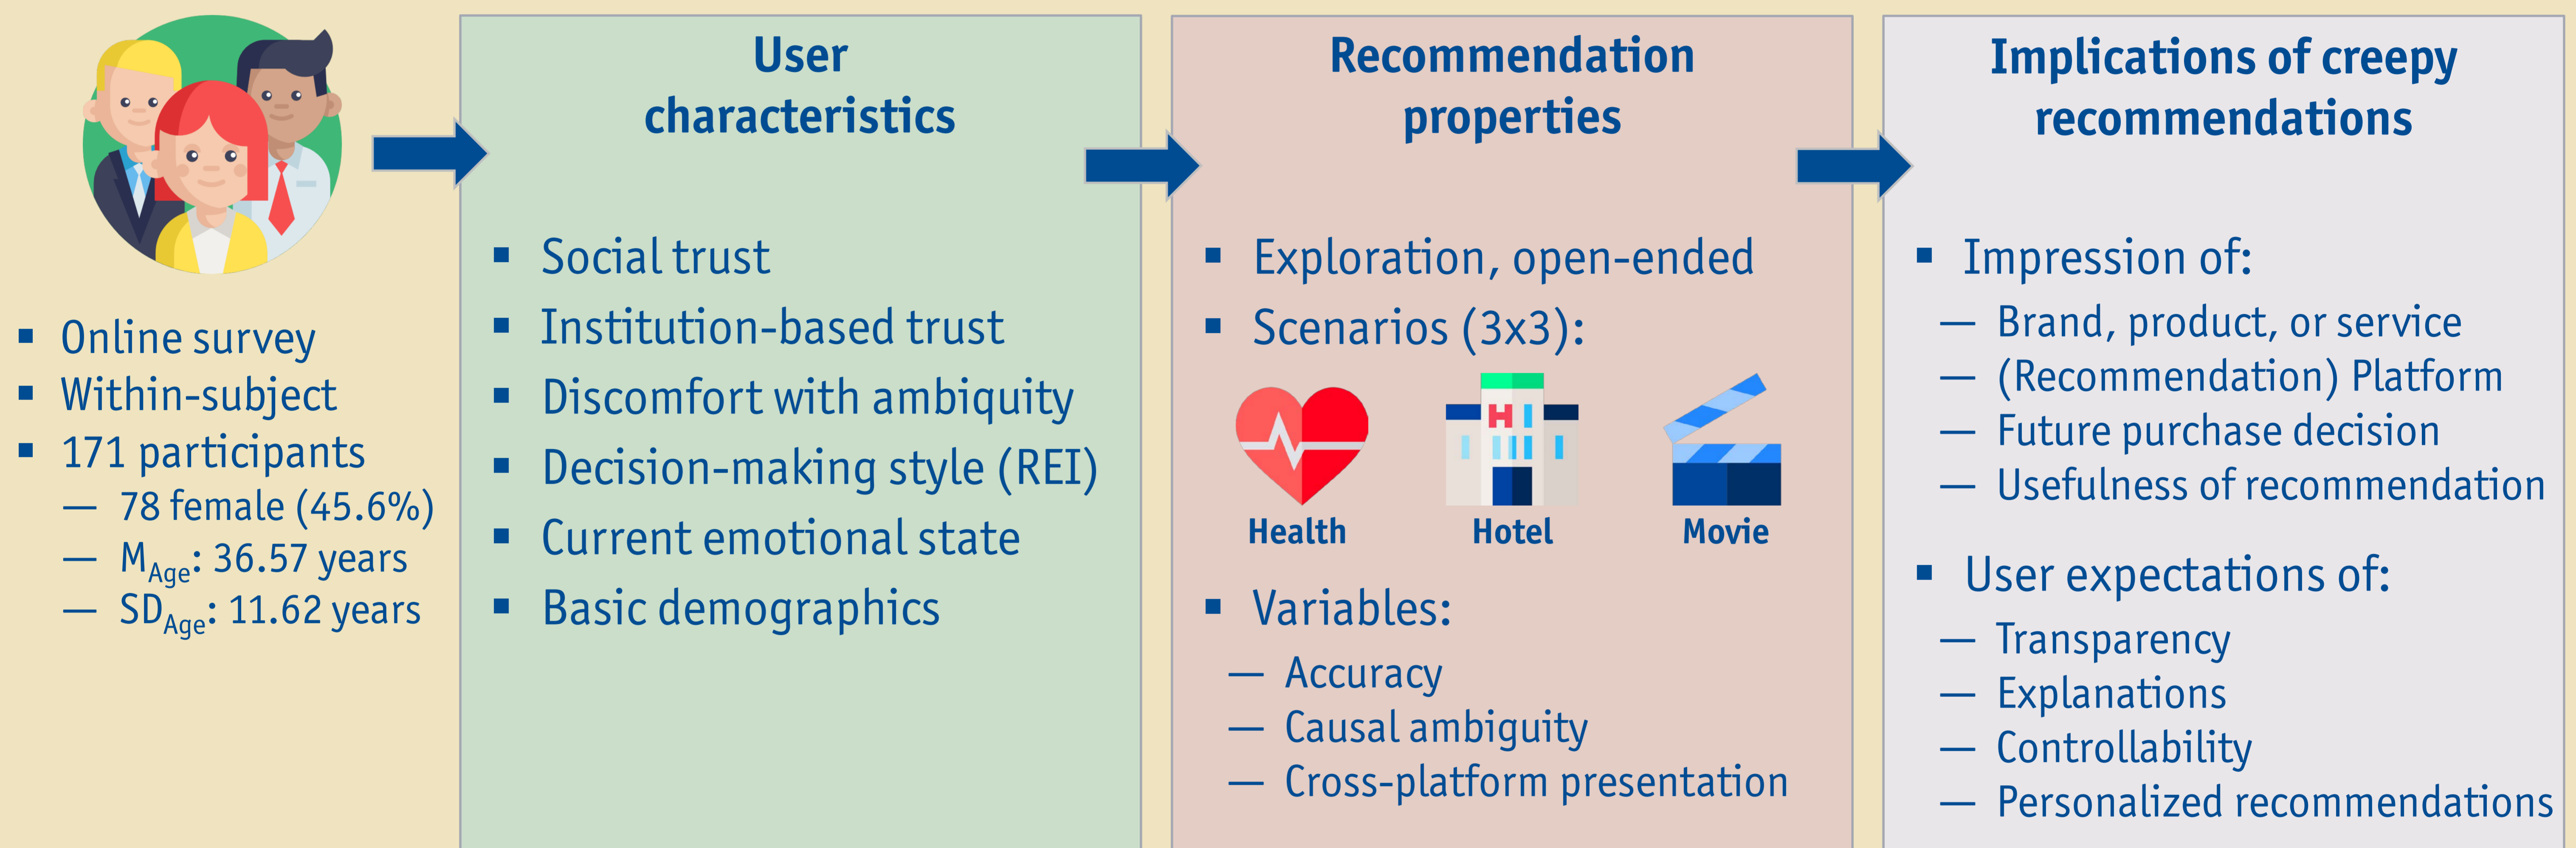 Online survey
Within-subject
171 participants
— 78 female (45.6%)
— MAge: 36.57 years
— SDAge: 11.62 years
User
characteristics
Social trust
Institution-based trust
Discomfort with ambiquity
Decision-making style (REI)
Current emotional state
Basic demographics
Recommendation
properties
Exploration, open-ended
Scenarios (3x3):
H
Health
Hotel
Movie
Variables:
— Accuracy
— Causal ambiguity
— Cross-platform presentation
Implications of creepy
recommendations
Impression of:
— Brand, product, or service
— (Recommendation) Platform
— Future purchase decision
— Usefulness of recommendation
User expectations of:
— Transparency
— Explanations
— Controllability
— Personalized recommendations